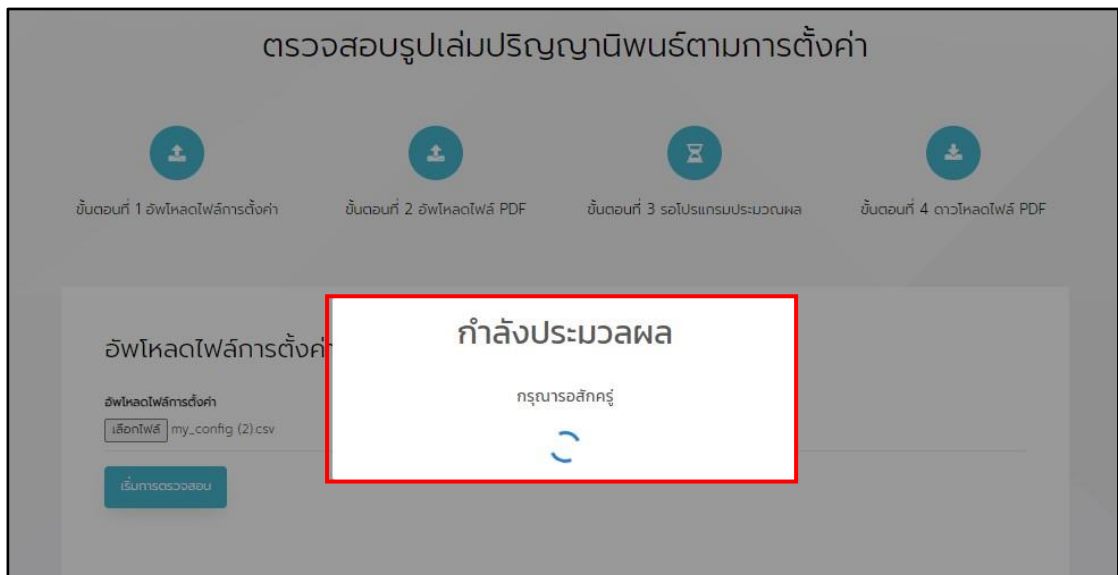 ตรวจสอบรูปเล่มปริญญานิพนธ์ตามการตั้งค่า
ขั้นตอนที่ 1 อัพโหลดไฟล์การตั้งค่า
ขั้นตอนที่ 2 อัพโหลดไฟล์ PDF
ขั้นตอนที่ 3 รอโปรแกรมประมวณผล
ขั้นตอนที่ 4 ดาวโหลดไฟล์ PDF
อัพโหลดไฟล์การตั้งค่า
กำลังประมวลผล
กรุณารอสักครู่
อัพโหลดไฟล์การตั้งค่า
เลือกไฟล์ my_config (2).csv
เริ่มการตรวจสอบ